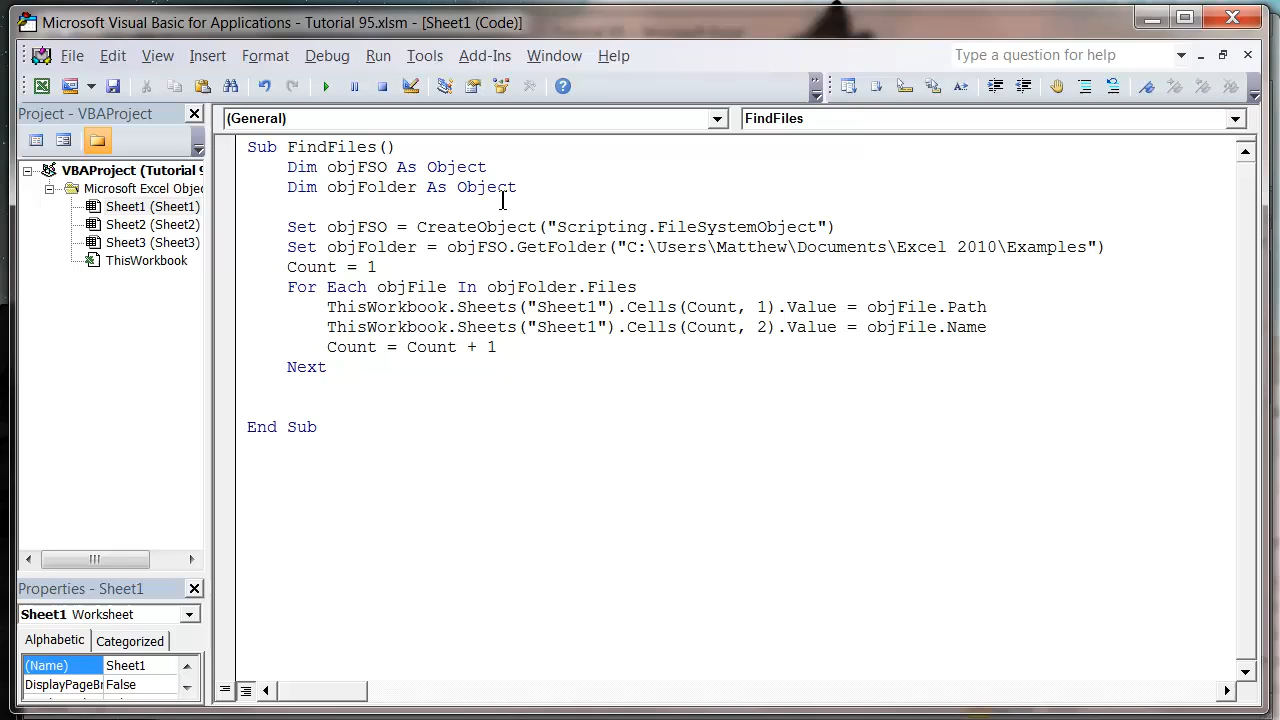 Microsoft Visual Basic for Applications - Tutorial 95.xlsm - [Sheet1 (Code)]
File Edit View Insert Format Debug Run Tools Add-Ins Window Help
Type a question for help
Project - VBAProject
(General)
FindFiles
VBAProject (Tutorial 9
Microsoft Excel Objec
Sheet1 (Sheet1)
Sheet2 (Sheet2)
Sheet3 (Sheet3)
ThisWorkbook
Sub FindFiles()
Dim objFSO As Object
Dim objFolder As Object
Set objFSO = CreateObject("Scripting.FileSystemObject")
Set objFolder = objFSO.GetFolder("C:\Users\Matthew\Documents\Excel 2010\Examples")
Count = 1
For Each objFile In objFolder.Files
ThisWorkbook.Sheets("Sheet1").Cells(Count, 1).Value = objFile.Path
ThisWorkbook.Sheets("Sheet1").Cells(Count, 2).Value = objFile.Name
Count = Count + 1
Next
End Sub
Properties - Sheet1
Sheet1 Worksheet
Alphabetic Categorized
(Name) Sheet1
DisplayPageBr False